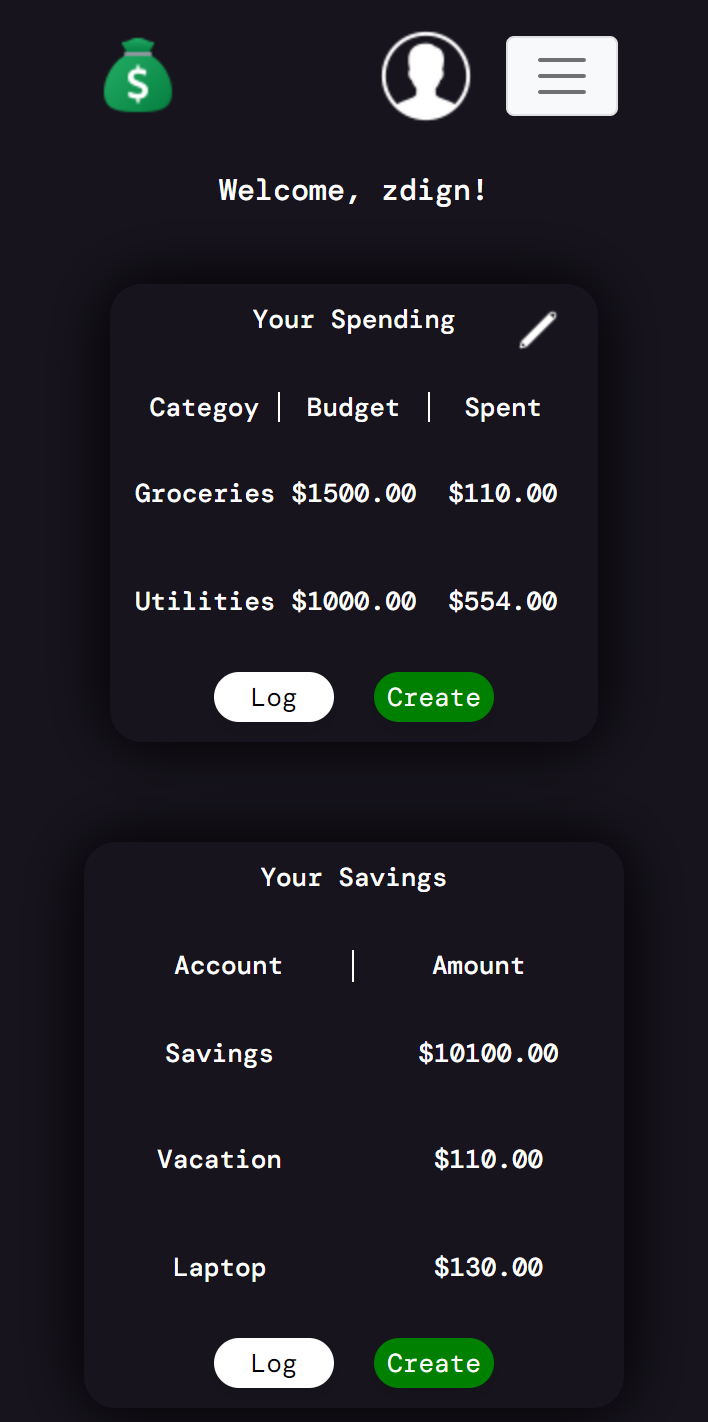 $
Welcome, zdign!
Your Spending
Categoy | Budget | Spent
Groceries $1500.00 $110.00
Utilities $1000.00 $554.00
Log Create
Your Savings
Account | Amount
Savings $10100.00
Vacation $110.00
Laptop $130.00
Log Create